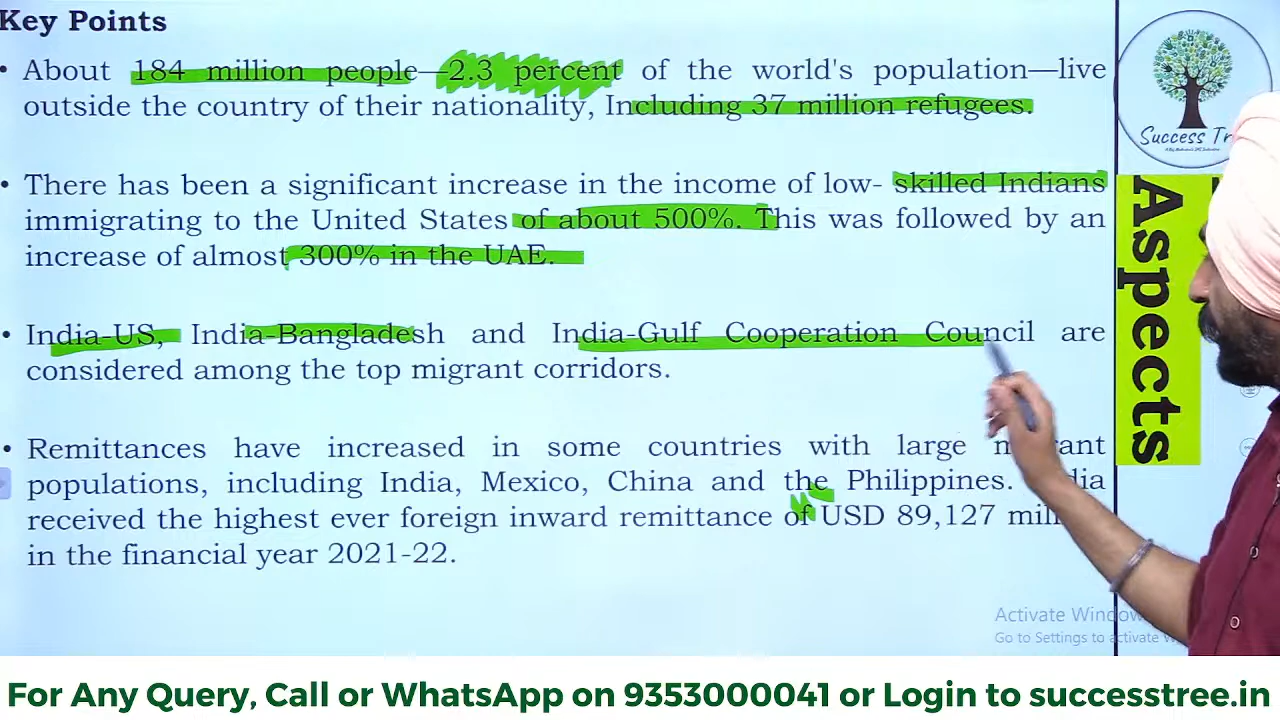 Key Points
• About 184 million people—2.3 percent of the world's population—live
outside the country of their nationality, Including 37 million refugees.
• There has been a significant increase in the income of low- skilled Indians
immigrating to the United States of about 500%. This was followed by an
increase of almost 300% in the UAE.
• India-US, India-Bangladesh and India-Gulf Cooperation Council are
considered among the top migrant corridors.
• Remittances have increased in some countries with large
populations, including India, Mexico, China and the Philippines.
received the highest ever foreign inward remittance of USD 89,127
in the financial year 2021-22.
Success
Aspects
Activate
Go to Settings to activate
For Any Query, Call or WhatsApp on 9353000041 or Login to successtree.in